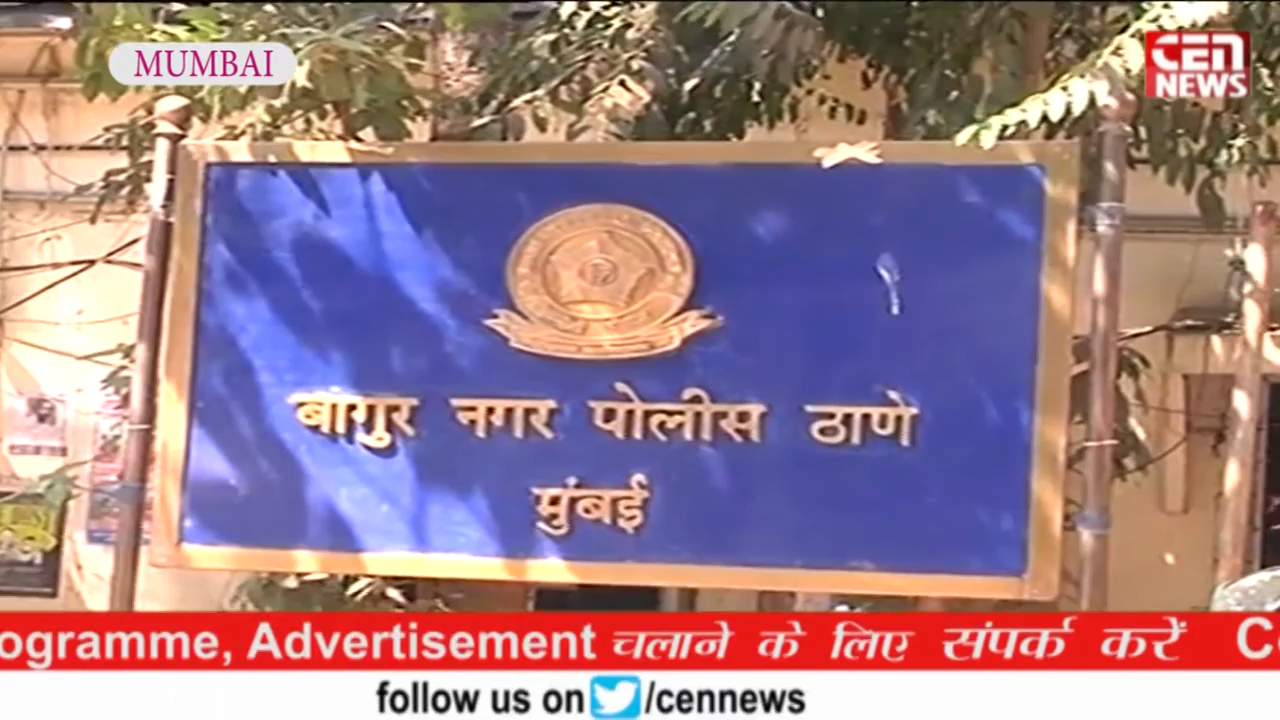 MUMBAI
CEN
NEWS
बांगुर नगर पोलीस ठाणे
मुंबई
ogramme, Advertisement चलाने के लिए संपर्क करें
follow us on /cennews